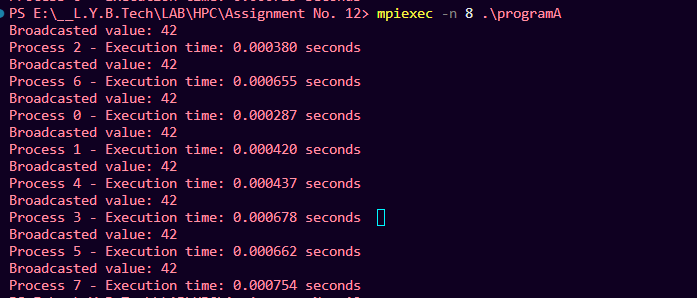 PS E:\__L.Y.B.Tech\LAB\HPC\Assignment No. 12> mpiexec -n 8 .\programA
Broadcasted value: 42
Process 2 - Execution time: 0.000380 seconds
Broadcasted value: 42
Process 6 - Execution time: 0.000655 seconds
Broadcasted value: 42
Process 0 - Execution time: 0.000287 seconds
Broadcasted value: 42
Process 1 - Execution time: 0.000420 seconds
Broadcasted value: 42
Process 4 - Execution time: 0.000437 seconds
Broadcasted value: 42
Process 3 - Execution time: 0.000678 seconds
Broadcasted value: 42
Process 5 - Execution time: 0.000662 seconds
Broadcasted value: 42
Process 7 - Execution time: 0.000754 seconds